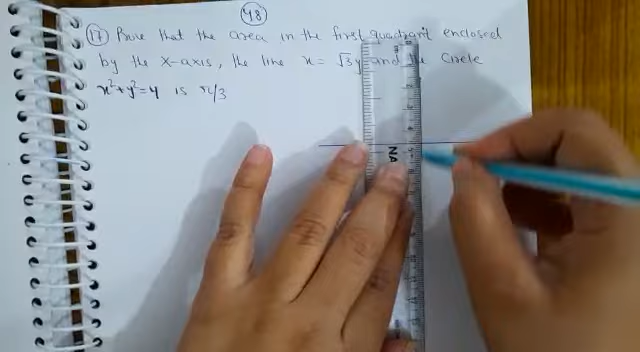 48
17 Prove that the area in the first quadrant enclosed
by the X-axis, the line x = √3y and the Circle
x²+y²=4 is π/3
NA